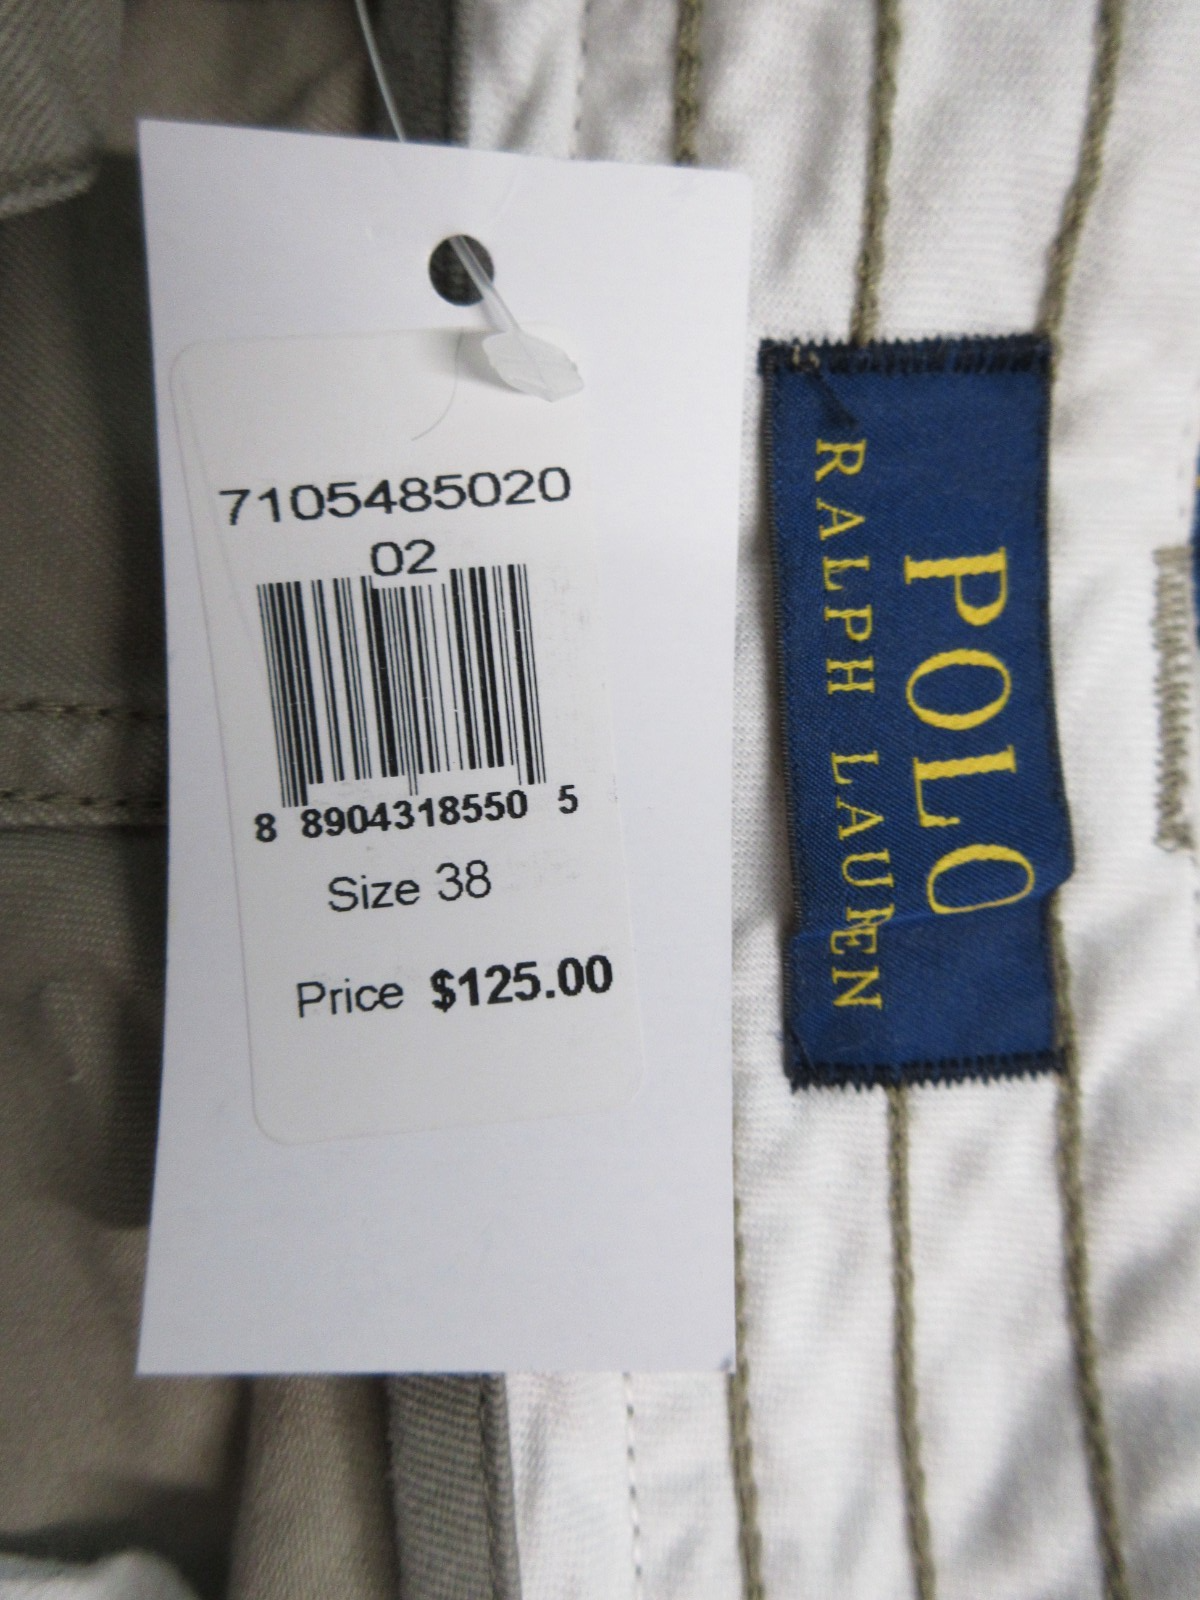 7105485020
02
8 8904318550 5
Size 38
Price $125.00
POLO
RALPH LAUREN